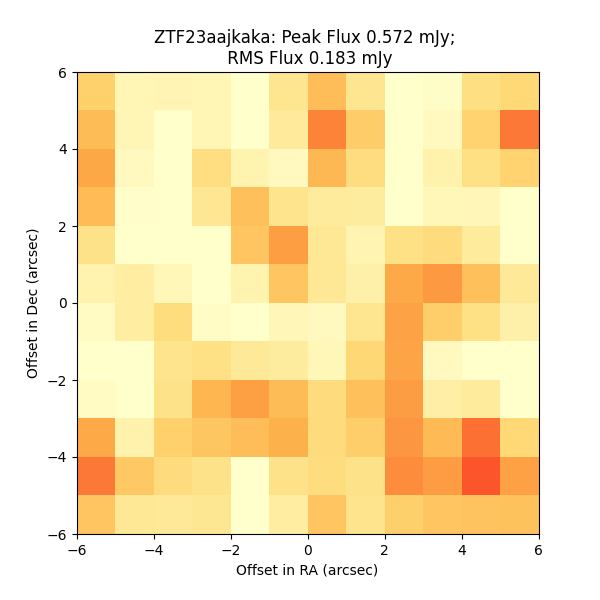 ZTF23aajkaka: Peak Flux 0.572 mJy;
RMS Flux 0.183 mJy
6
4
2
0
−2
−4
−6
Offset in Dec (arcsec)
−6 −4 −2 0 2 4 6
Offset in RA (arcsec)